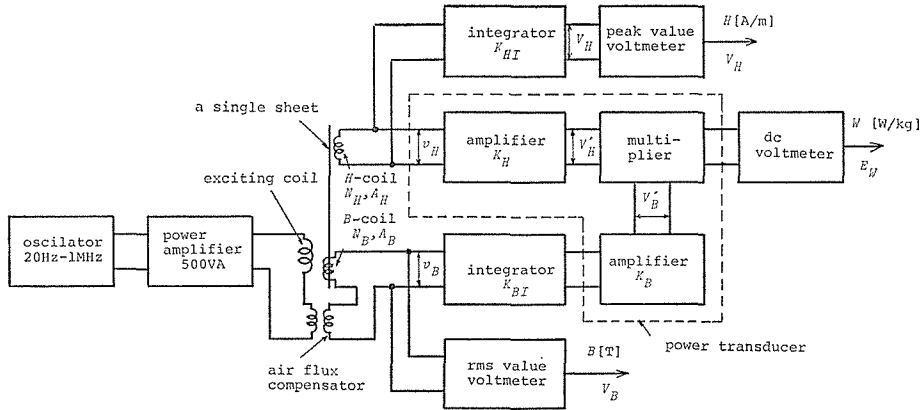 integrator
K_HI
V_H
peak value
voltmeter
H[A/m]
V_H
a single sheet
v_H
amplifier
K_H
V'_H
multi-
plier
dc
voltmeter
W [W/kg]
E_W
exciting coil
H-coil
N_H, A_H
V'_B
B-coil
N_B, A_B
oscilator
20Hz-1MHz
power
amplifier
500VA
v_B
integrator
K_BI
amplifier
K_B
air flux
compensator
rms value
voltmeter
B[T]
V_B
power transducer